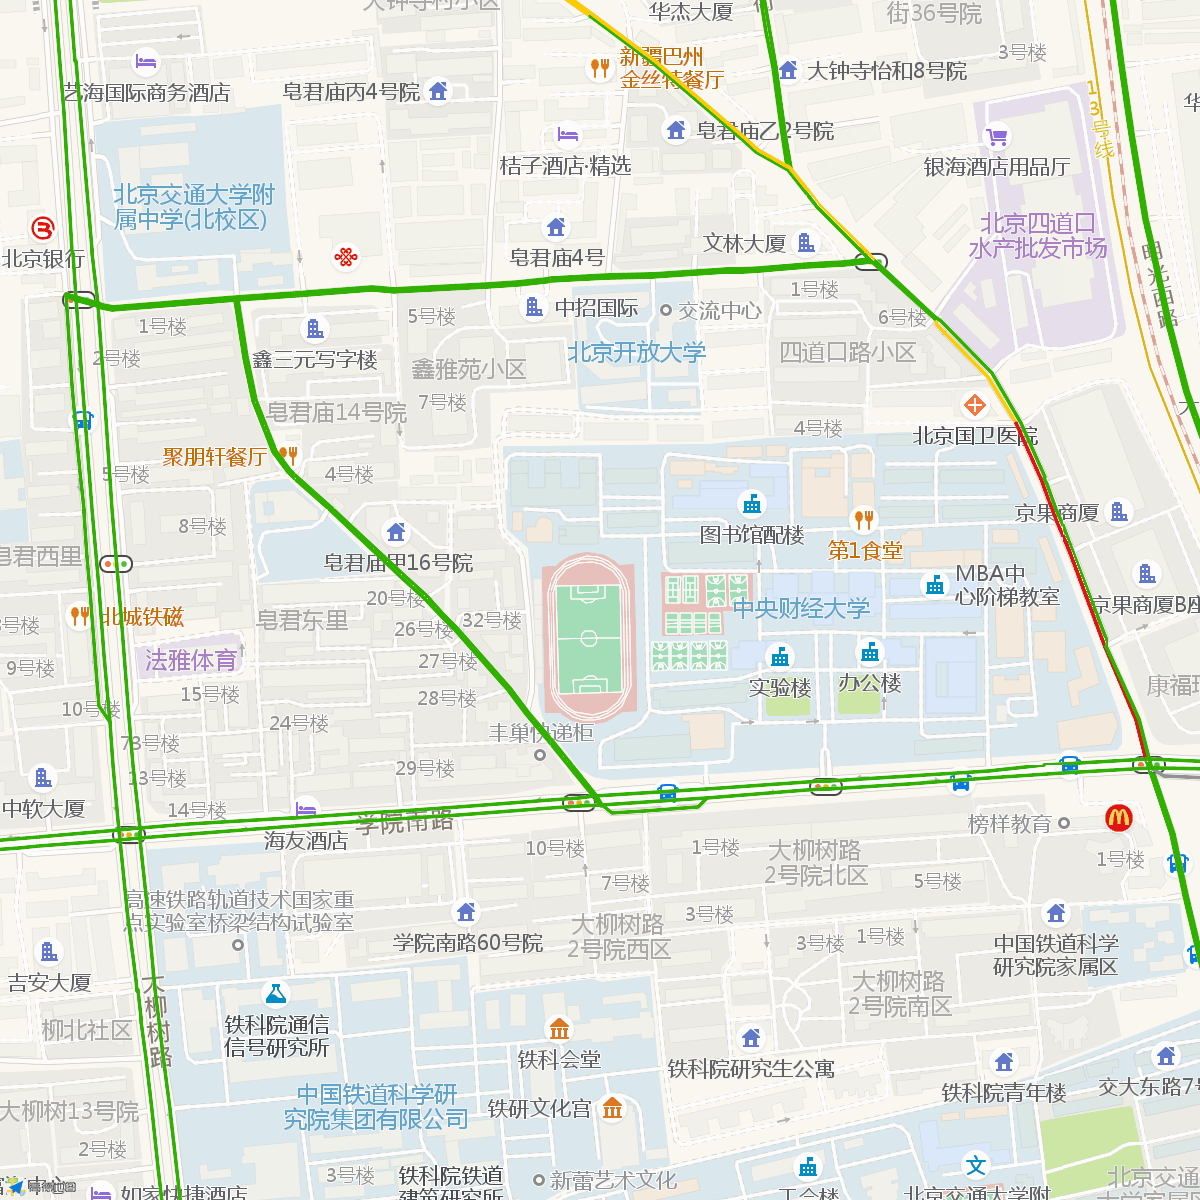 大钟寺村小区
华杰大厦
街36号院
3号楼
新疆巴州
金丝特餐厅
大钟寺怡和8号院
艺海国际商务酒店
皂君庙丙4号院
13号线
皂君庙乙2号院
桔子酒店·精选
银海酒店用品厅
北京交通大学附
属中学(北校区)
北京四道口
水产批发市场
北京银行
皂君庙4号
文林大厦
明光西路
1号楼
中招国际
交流中心
6号楼
1号楼
5号楼
2号楼
鑫三元写字楼
鑫雅苑小区
北京开放大学
四道口路小区
皂君庙14号院
7号楼
4号楼
北京国卫医院
聚朋轩餐厅
4号楼
5号楼
8号楼
图书馆配楼
京果商厦
第1食堂
皂君西里
皂君庙甲16号院
MBA中
心阶梯教室
20号楼
中央财经大学
京果商厦B座
北城铁磁
皂君东里
32号楼
26号楼
9号楼
法雅体育
27号楼
15号楼
28号楼
实验楼
办公楼
康福
10号楼
24号楼
丰巢快递柜
73号楼
13号楼
29号楼
中软大厦
14号楼
海友酒店
学院南路
榜样教育
10号楼
1号楼
大柳树路
2号院北区
1号楼
7号楼
5号楼
高速铁路轨道技术国家重
点实验室桥梁结构试验室
3号楼
学院南路60号院
大柳树路
2号院西区
3号楼
1号楼
中国铁道科学
研究院家属区
吉安大厦
大柳树路
大柳树路
2号院南区
柳北社区
铁科院通信
信号研究所
铁科会堂
铁科院研究生公寓
铁科院青年楼
交大东路7号
中国铁道科学研
究院集团有限公司
铁研文化宫
大柳树13号院
2号楼
3号楼
铁科院铁道
建筑研究所
新蕾艺术文化
工会楼
北京交通大学附
北京交通
如家快捷酒店